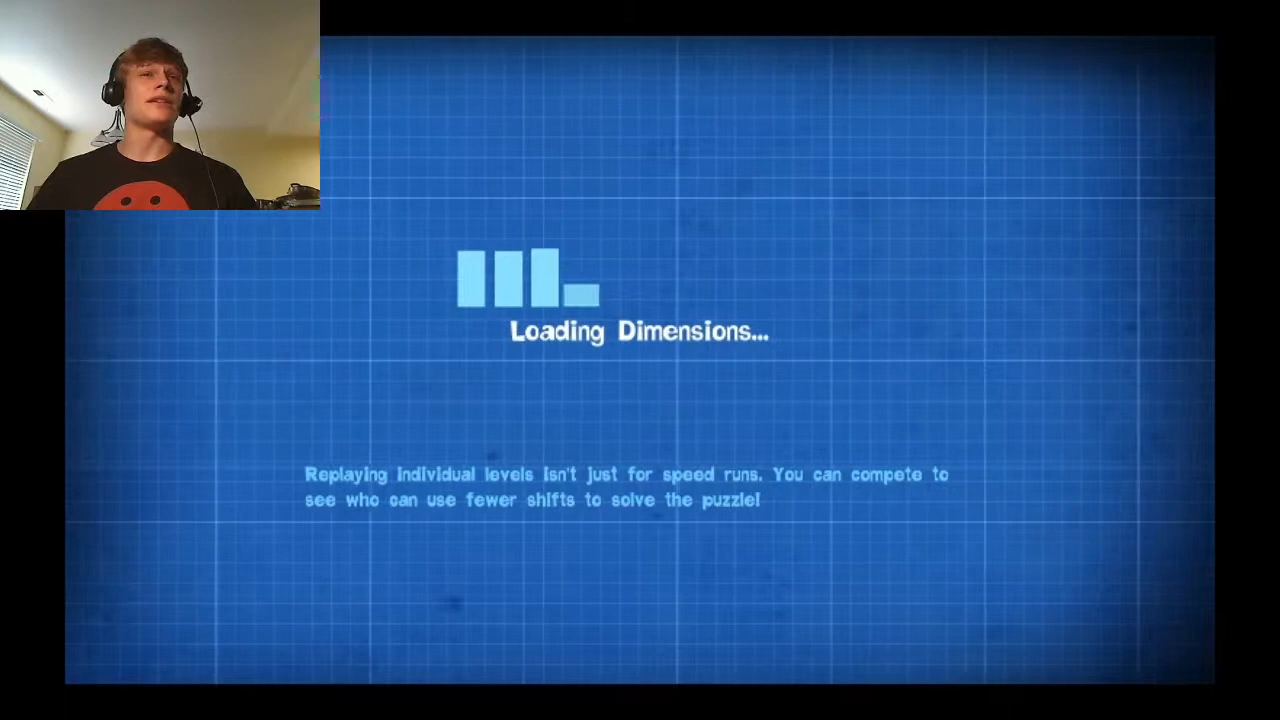 Loading Dimensions...
Replaying individual levels isn't just for speed runs. You can compete to
see who can use fewer shifts to solve the puzzle!